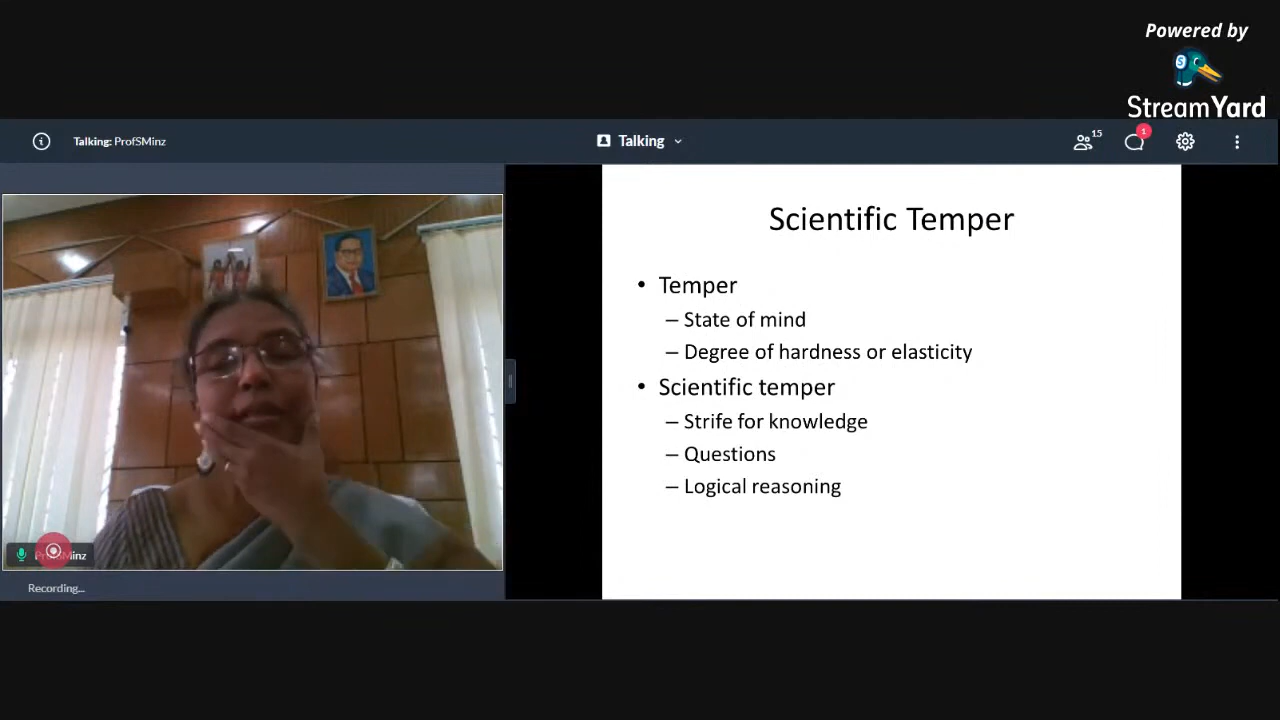 Powered by
StreamYard
Talking: ProfSMinz
Talking
15
1
Scientific Temper
• Temper
– State of mind
– Degree of hardness or elasticity
• Scientific temper
– Strife for knowledge
– Questions
– Logical reasoning
ProfSMinz
Recording...